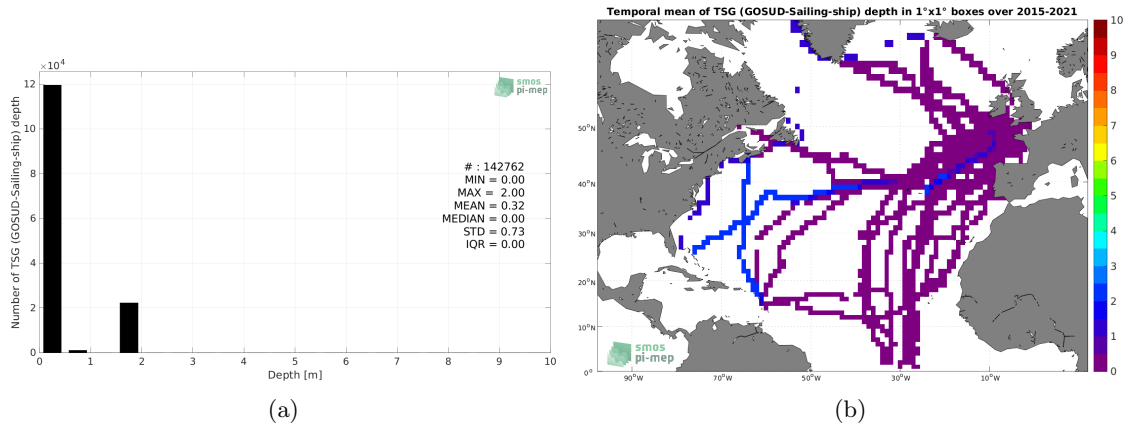 Temporal mean of TSG (GOSUD-Sailing-ship) depth in 1°x1° boxes over 2015-2021
×10⁴
12
10
8
6
4
2
0
Number of TSG (GOSUD-Sailing-ship) depth
smos
pi-mep
# : 142762
MIN = 0.00
MAX = 2.00
MEAN = 0.32
MEDIAN = 0.00
STD = 0.73
IQR = 0.00
0 1 2 3 4 5 6 7 8 9 10
Depth [m]
(a)
50°N
40°N
30°N
20°N
10°N
0°
90°W 70°W 50°W 30°W 10°W
smos
pi-mep
10
9
8
7
6
5
4
3
2
1
0
(b)